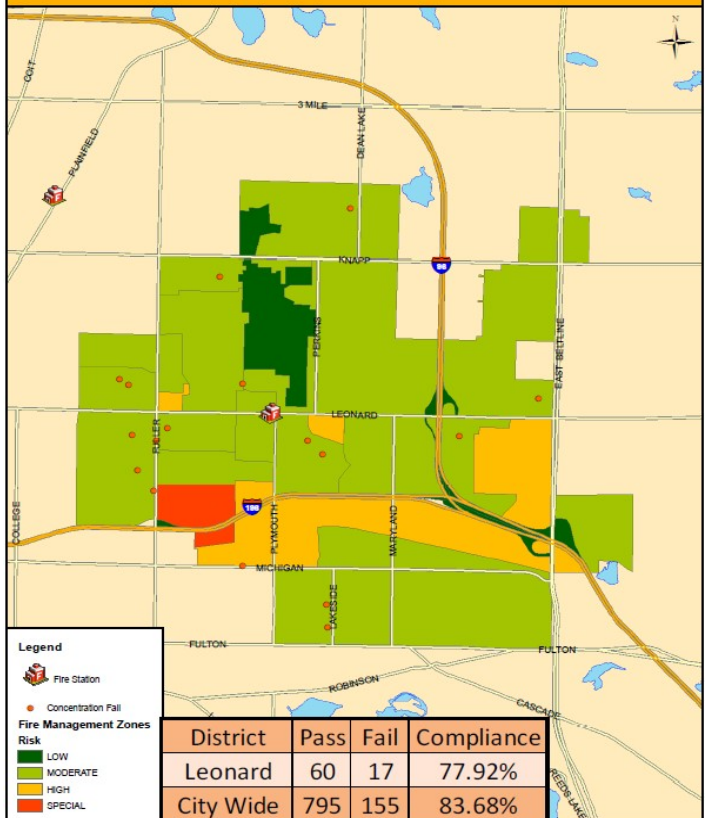 N
COIT
3 MILE
DEAN LAKE
PLAINFIELD
KNAPP
96
PERKINS
EAST BELTLINE
LEONARD
FULLER
COLLEGE
196
PLYMOUTH
MARYLAND
MICHIGAN
LAKESIDE
FULTON
FULTON
ROBINSON
CASCADE
REEDS LAKE
Legend
Fire Station
Concentration Fail
Fire Management Zones
Risk
LOW
MODERATE
HIGH
SPECIAL
District Pass Fail Compliance
Leonard 60 17 77.92%
City Wide 795 155 83.68%